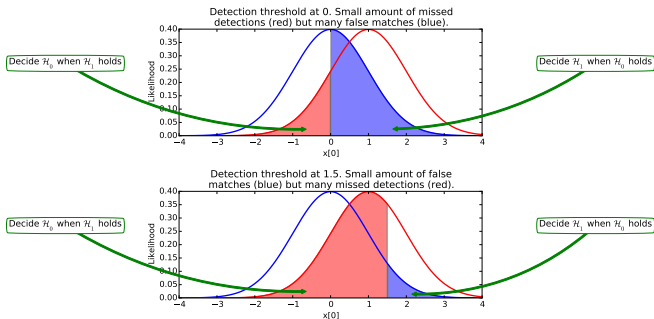 Detection threshold at 0. Small amount of missed
detections (red) but many false matches (blue).
0.40
0.35
0.30
0.25
0.20
0.15
0.10
0.05
0.00
Likelihood
−4 −3 −2 −1 0 1 2 3 4
x[0]
Decide ℋ₀ when ℋ₁ holds
Decide ℋ₁ when ℋ₀ holds
Detection threshold at 1.5. Small amount of false
matches (blue) but many missed detections (red).
0.40
0.35
0.30
0.25
0.20
0.15
0.10
0.05
0.00
Likelihood
−4 −3 −2 −1 0 1 2 3 4
x[0]
Decide ℋ₀ when ℋ₁ holds
Decide ℋ₁ when ℋ₀ holds